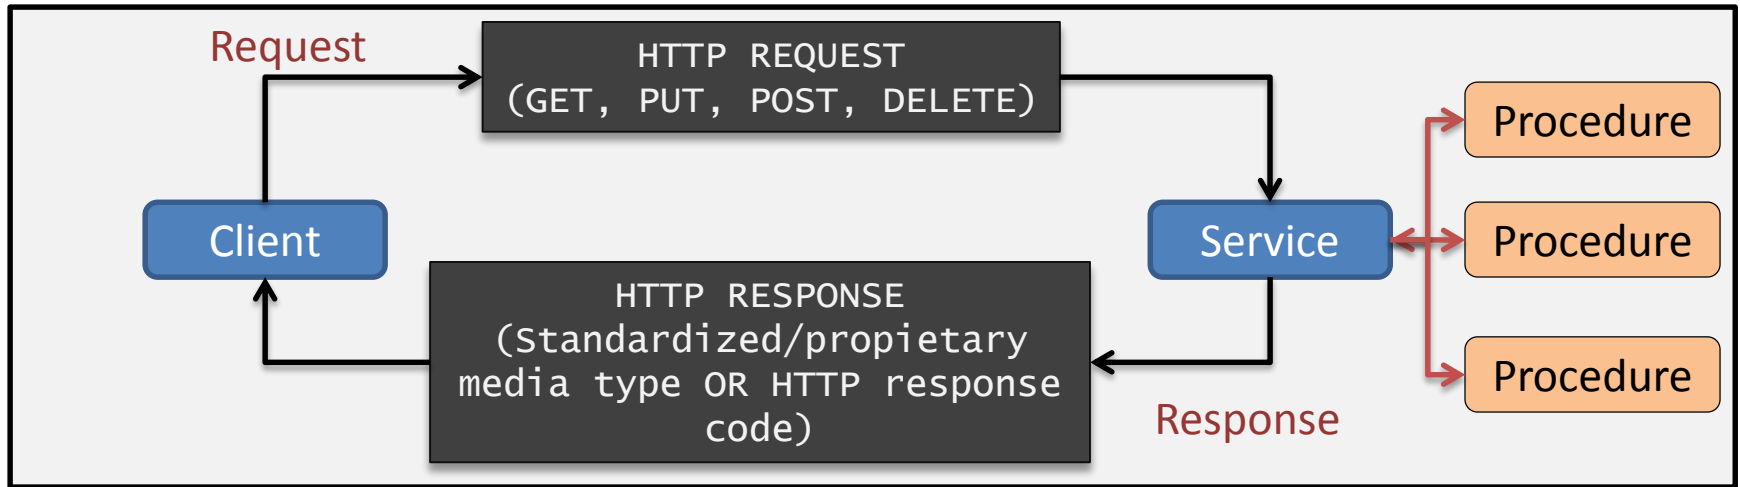 Request
HTTP REQUEST
(GET, PUT, POST, DELETE)
Procedure
Client
Service
Procedure
HTTP RESPONSE
(Standardized/propietary
media type OR HTTP response
code)
Procedure
Response